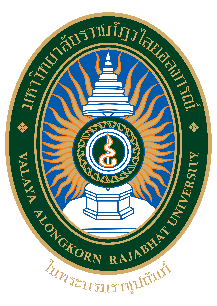 มหาวิทยาลัยราชภัฏวไลยอลงกรณ์
VALAYA ALONGKORN RAJABHAT UNIVERSITY
ในพระบรมราชูปถัมภ์